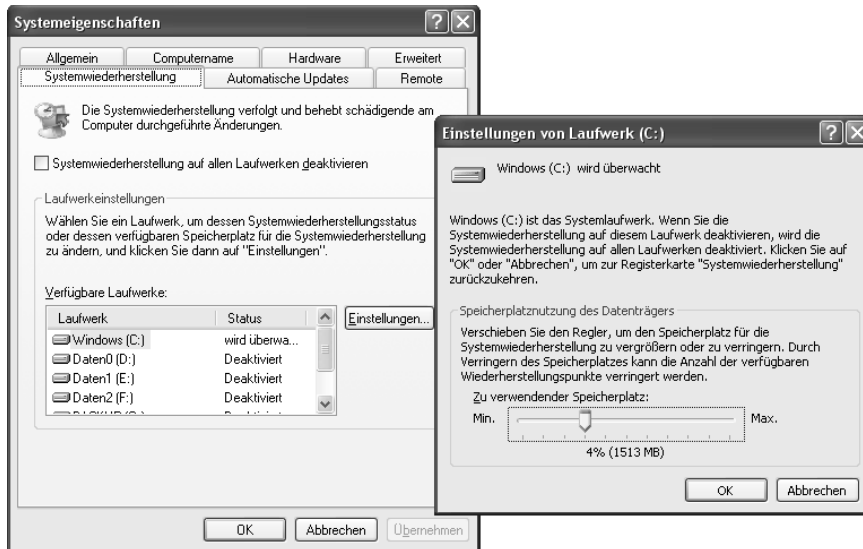 Systemeigenschaften
Allgemein Computername Hardware Erweitert
Systemwiederherstellung Automatische Updates Remote
Die Systemwiederherstellung verfolgt und behebt schädigende am
Computer durchgeführte Änderungen.
Systemwiederherstellung auf allen Laufwerken deaktivieren
Laufwerkeinstellungen
Wählen Sie ein Laufwerk, um dessen Systemwiederherstellungsstatus
oder dessen verfügbaren Speicherplatz für die Systemwiederherstellung
zu ändern, und klicken Sie dann auf "Einstellungen".
Verfügbare Laufwerke:
Laufwerk Status
Windows (C:) wird überwa...
Daten0 (D:) Deaktiviert
Daten1 (E:) Deaktiviert
Daten2 (F:) Deaktiviert
Einstellungen...
OK Abbrechen Übernehmen
Einstellungen von Laufwerk (C:)
Windows (C:) wird überwacht
Windows (C:) ist das Systemlaufwerk. Wenn Sie die
Systemwiederherstellung auf diesem Laufwerk deaktivieren, wird die
Systemwiederherstellung auf allen Laufwerken deaktiviert. Klicken Sie auf
"OK" oder "Abbrechen", um zur Registerkarte "Systemwiederherstellung"
zurückzukehren.
Speicherplatznutzung des Datenträgers
Verschieben Sie den Regler, um den Speicherplatz für die
Systemwiederherstellung zu vergrößern oder zu verringern. Durch
Verringern des Speicherplatzes kann die Anzahl der verfügbaren
Wiederherstellungspunkte verringert werden.
Zu verwendender Speicherplatz:
Min. Max.
4% (1513 MB)
OK Abbrechen